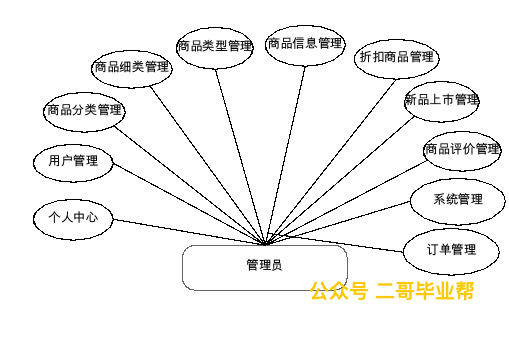 商品信息管理
商品类型管理
折扣商品管理
商品细类管理
新品上市管理
商品分类管理
商品评价管理
用户管理
系统管理
个人中心
订单管理
管理员
公众号 二哥毕业帮